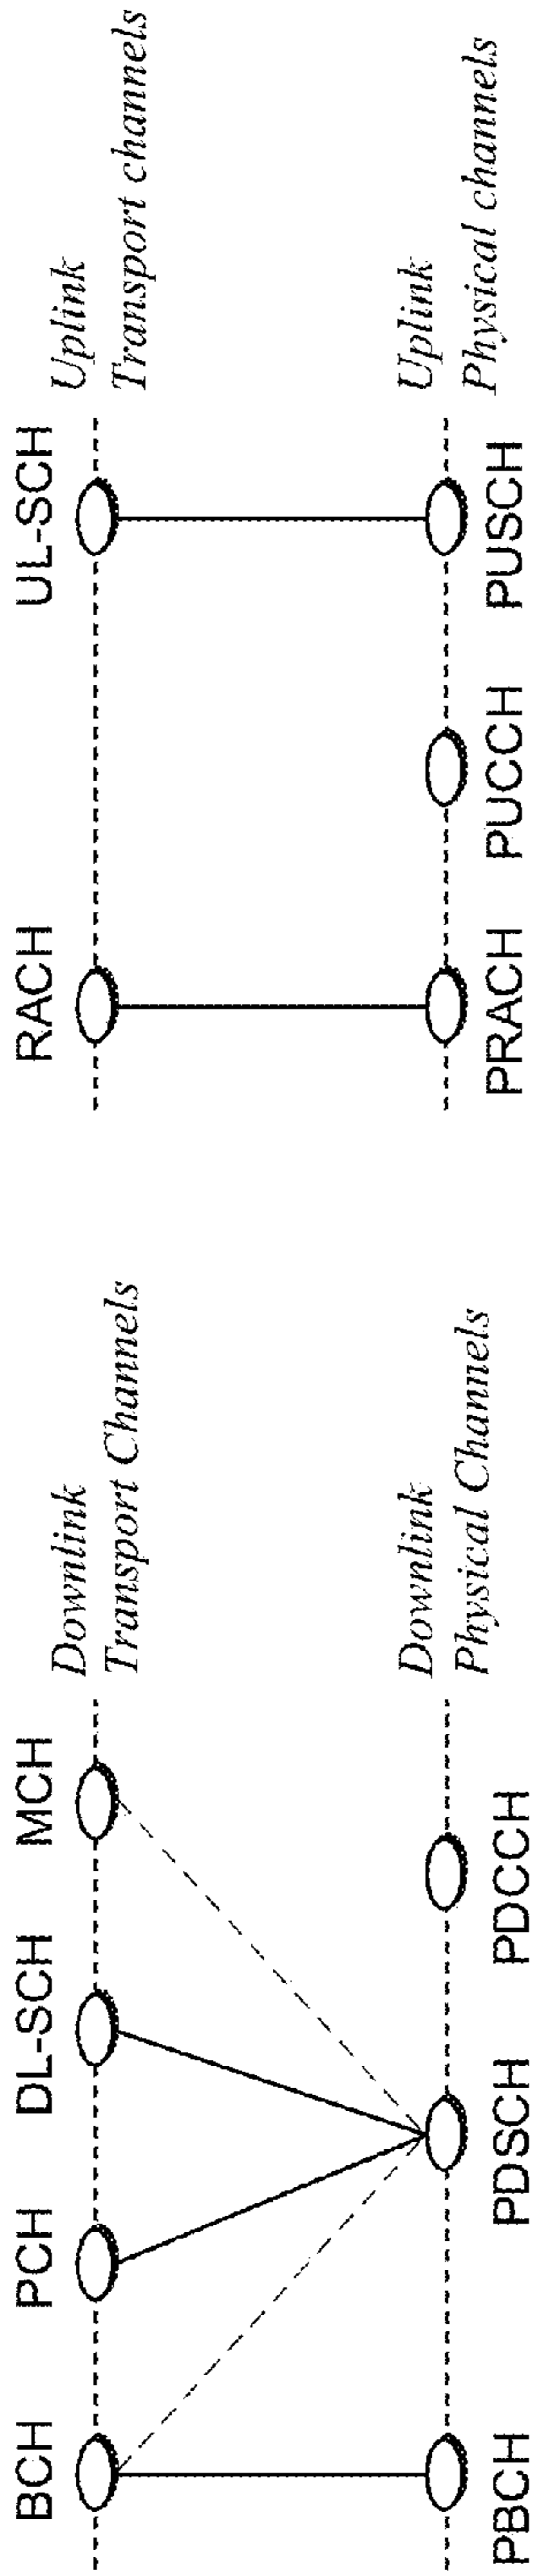 BCH
PCH
DL-SCH
MCH
Downlink
Transport Channels
PBCH
PDSCH
PDCCH
Downlink
Physical Channels
RACH
UL-SCH
Uplink
Transport channels
PRACH
PUCCH
PUSCH
Uplink
Physical channels